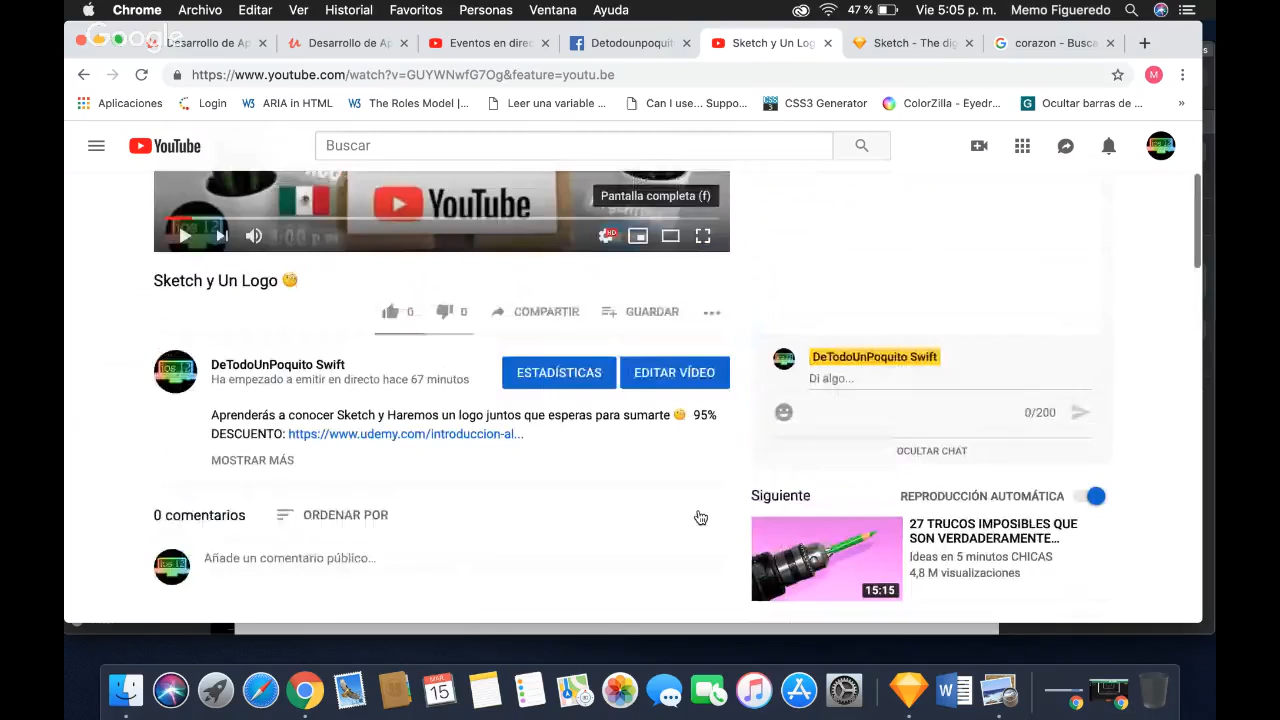 Chrome Archivo Editar Ver Historial Favoritos Personas Ventana Ayuda 47 % Vie 5:05 p. m. Memo Figueredo
Google
Desarrollo de Ap Desarrollo de Ap Eventos en direc Detodounpoquit Sketch y Un Log Sketch - The dig corazon - Busca
https://www.youtube.com/watch?v=GUYWNwfG7Og&feature=youtu.be M
Aplicaciones Login ARIA in HTML The Roles Model |... Leer una variable ... Can I use... Suppo... CSS3 Generator ColorZilla - Eyedr... Ocultar barras de ... »
YouTube Buscar
YouTube
Pantalla completa (f)
HD
Sketch y Un Logo
0 0 COMPARTIR GUARDAR
DeTodoUnPoquito Swift
Ha empezado a emitir en directo hace 67 minutos
ESTADÍSTICAS EDITAR VÍDEO
Aprenderás a conocer Sketch y Haremos un logo juntos que esperas para sumarte 95%
DESCUENTO: https://www.udemy.com/introduccion-al...
MOSTRAR MÁS
0 comentarios ORDENAR POR
Añade un comentario público...
DeTodoUnPoquito Swift
Di algo...
0/200
OCULTAR CHAT
Siguiente REPRODUCCIÓN AUTOMÁTICA
27 TRUCOS IMPOSIBLES QUE
SON VERDADERAMENTE...
Ideas en 5 minutos CHICAS
4,8 M visualizaciones
15:15
MAR
15